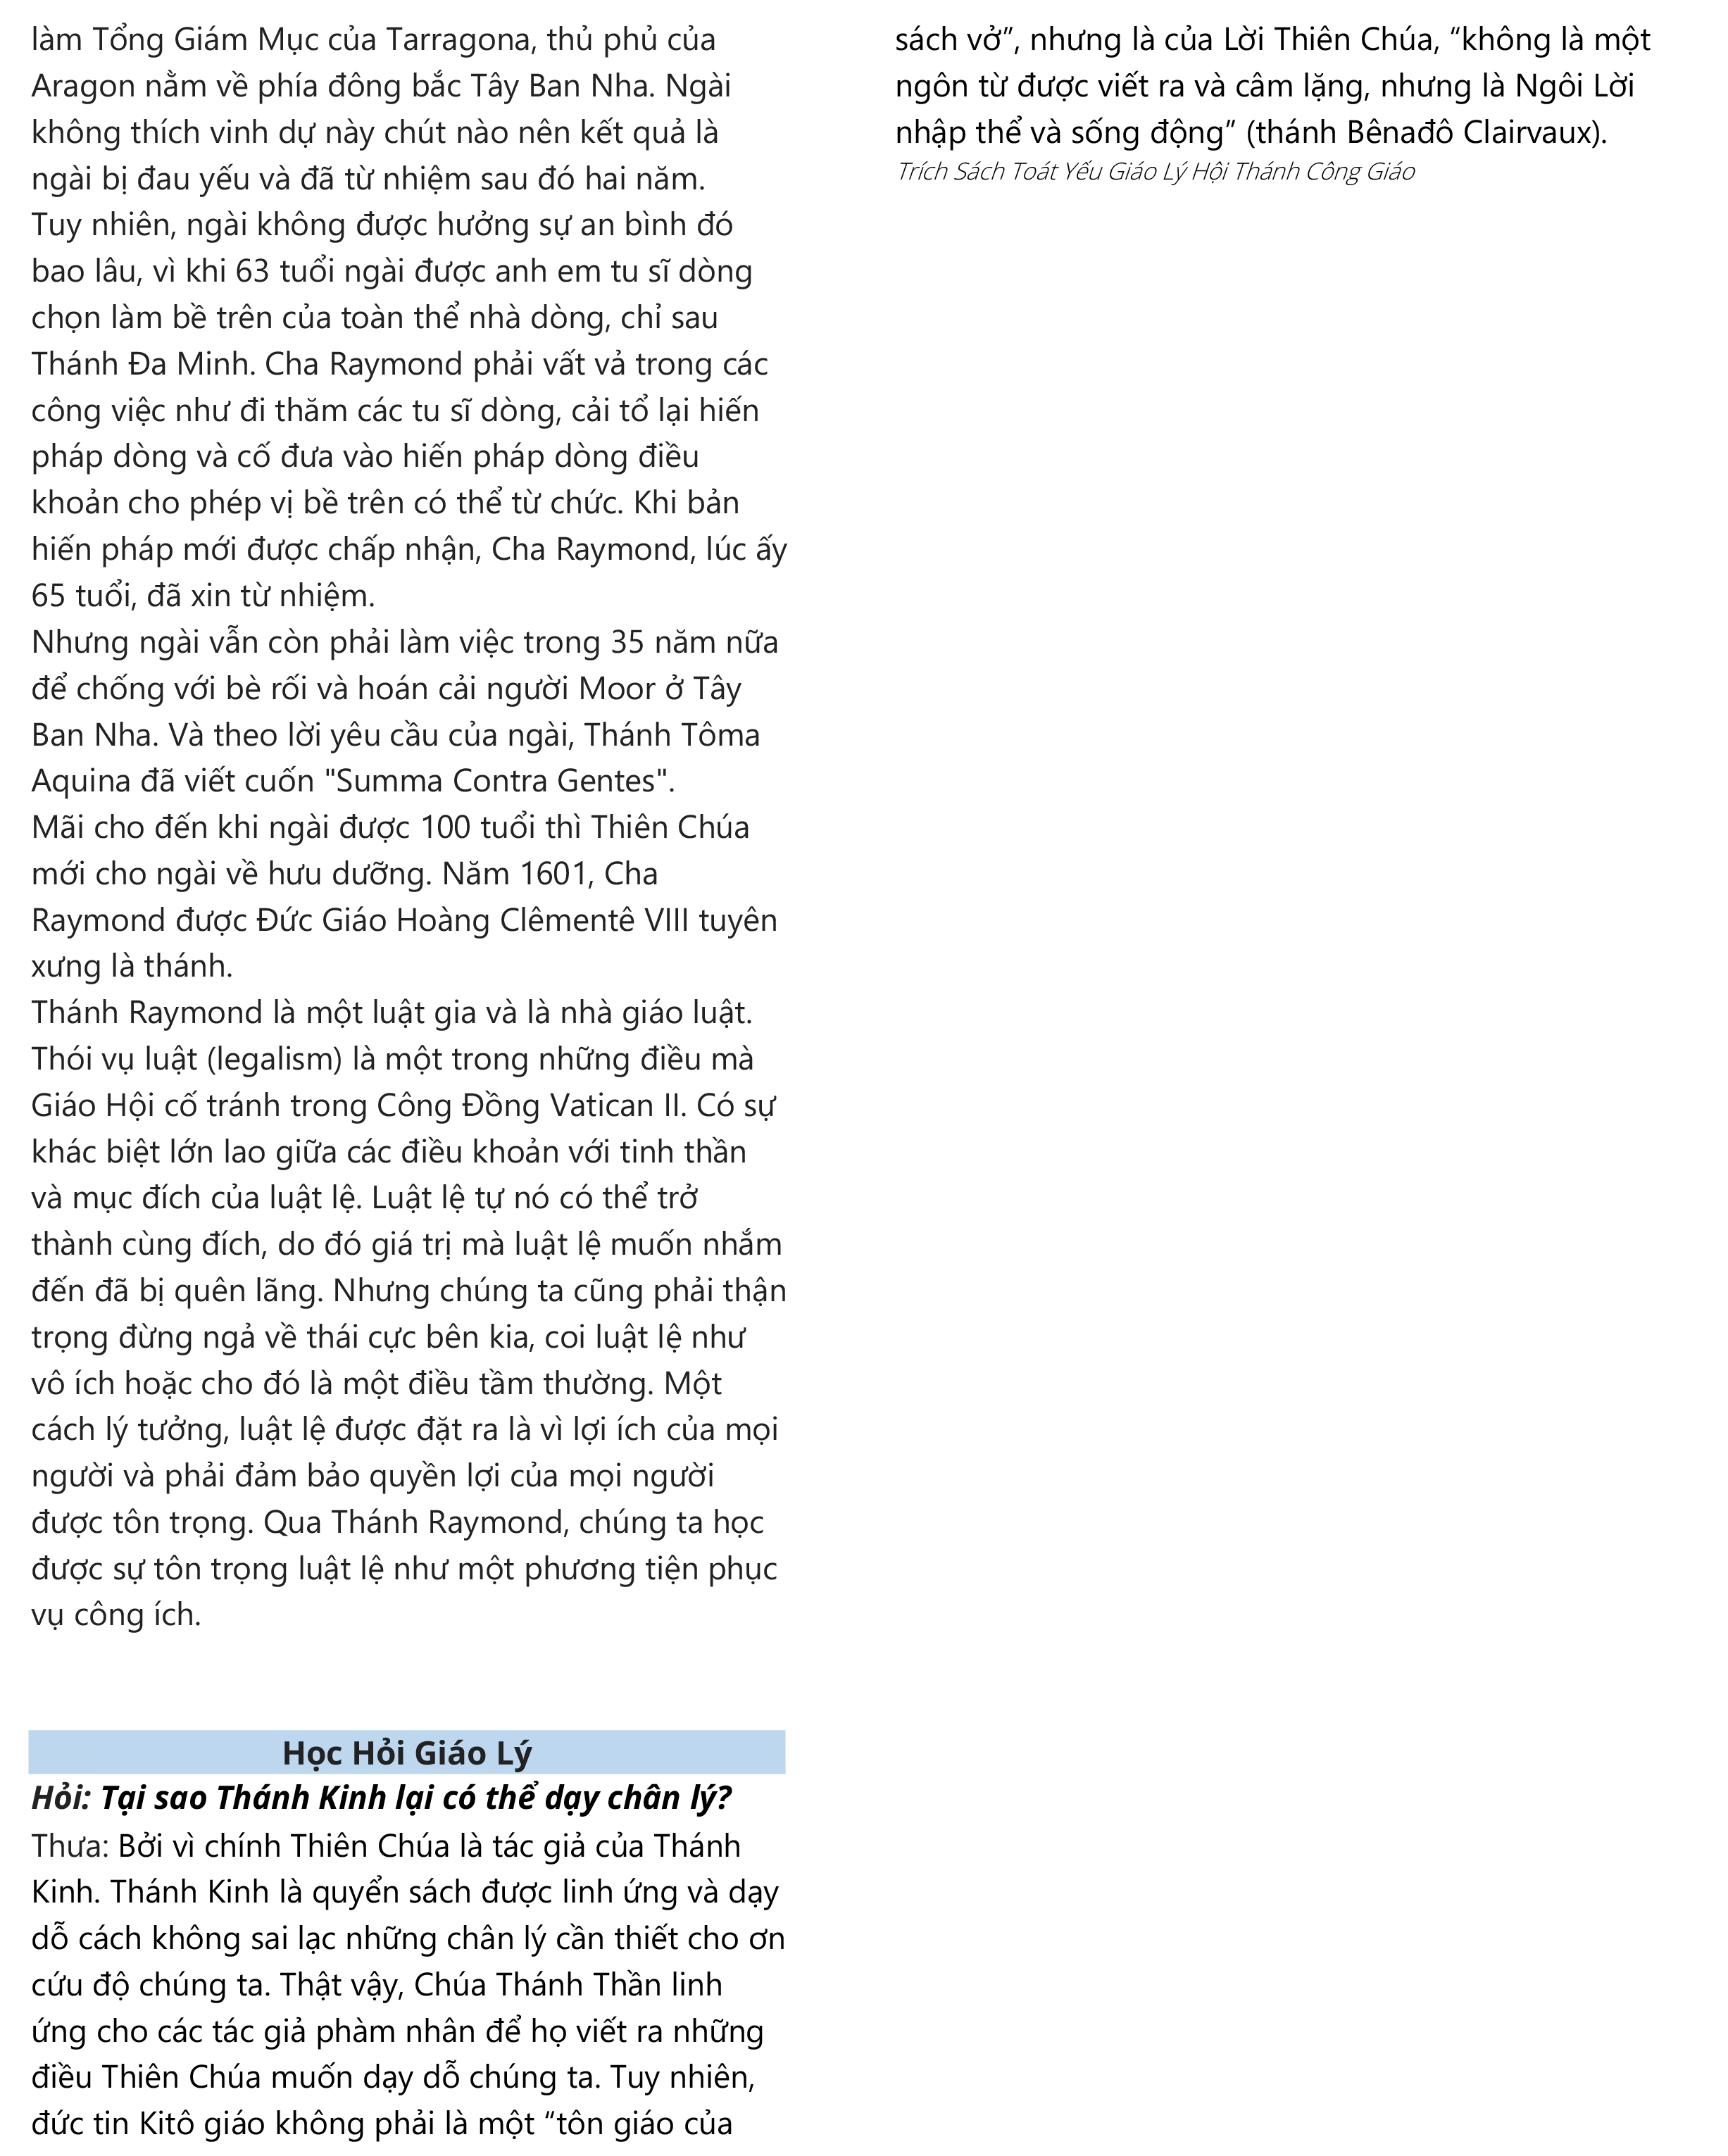 làm Tổng Giám Mục của Tarragona, thủ phủ của
Aragon nằm về phía đông bắc Tây Ban Nha. Ngài
không thích vinh dự này chút nào nên kết quả là
ngài bị đau yếu và đã từ nhiệm sau đó hai năm.
Tuy nhiên, ngài không được hưởng sự an bình đó
bao lâu, vì khi 63 tuổi ngài được anh em tu sĩ dòng
chọn làm bề trên của toàn thể nhà dòng, chỉ sau
Thánh Đa Minh. Cha Raymond phải vất vả trong các
công việc như đi thăm các tu sĩ dòng, cải tổ lại hiến
pháp dòng và cố đưa vào hiến pháp dòng điều
khoản cho phép vị bề trên có thể từ chức. Khi bản
hiến pháp mới được chấp nhận, Cha Raymond, lúc ấy
65 tuổi, đã xin từ nhiệm.
Nhưng ngài vẫn còn phải làm việc trong 35 năm nữa
để chống với bè rối và hoán cải người Moor ở Tây
Ban Nha. Và theo lời yêu cầu của ngài, Thánh Tôma
Aquina đã viết cuốn "Summa Contra Gentes".
Mãi cho đến khi ngài được 100 tuổi thì Thiên Chúa
mới cho ngài về hưu dưỡng. Năm 1601, Cha
Raymond được Đức Giáo Hoàng Clêmentê VIII tuyên
xưng là thánh.
Thánh Raymond là một luật gia và là nhà giáo luật.
Thói vụ luật (legalism) là một trong những điều mà
Giáo Hội cố tránh trong Công Đồng Vatican II. Có sự
khác biệt lớn lao giữa các điều khoản với tinh thần
và mục đích của luật lệ. Luật lệ tự nó có thể trở
thành cùng đích, do đó giá trị mà luật lệ muốn nhắm
đến đã bị quên lãng. Nhưng chúng ta cũng phải thận
trọng đừng ngả về thái cực bên kia, coi luật lệ như
vô ích hoặc cho đó là một điều tầm thường. Một
cách lý tưởng, luật lệ được đặt ra là vì lợi ích của mọi
người và phải đảm bảo quyền lợi của mọi người
được tôn trọng. Qua Thánh Raymond, chúng ta học
được sự tôn trọng luật lệ như một phương tiện phục
vụ công ích.
Học Hỏi Giáo Lý
Hỏi: Tại sao Thánh Kinh lại có thể dạy chân lý?
Thưa: Bởi vì chính Thiên Chúa là tác giả của Thánh
Kinh. Thánh Kinh là quyển sách được linh ứng và dạy
dỗ cách không sai lạc những chân lý cần thiết cho ơn
cứu độ chúng ta. Thật vậy, Chúa Thánh Thần linh
ứng cho các tác giả phàm nhân để họ viết ra những
điều Thiên Chúa muốn dạy dỗ chúng ta. Tuy nhiên,
đức tin Kitô giáo không phải là một “tôn giáo của
sách vở”, nhưng là của Lời Thiên Chúa, “không là một
ngôn từ được viết ra và câm lặng, nhưng là Ngôi Lời
nhập thể và sống động” (thánh Bênađô Clairvaux).
Trích Sách Toát Yếu Giáo Lý Hội Thánh Công Giáo